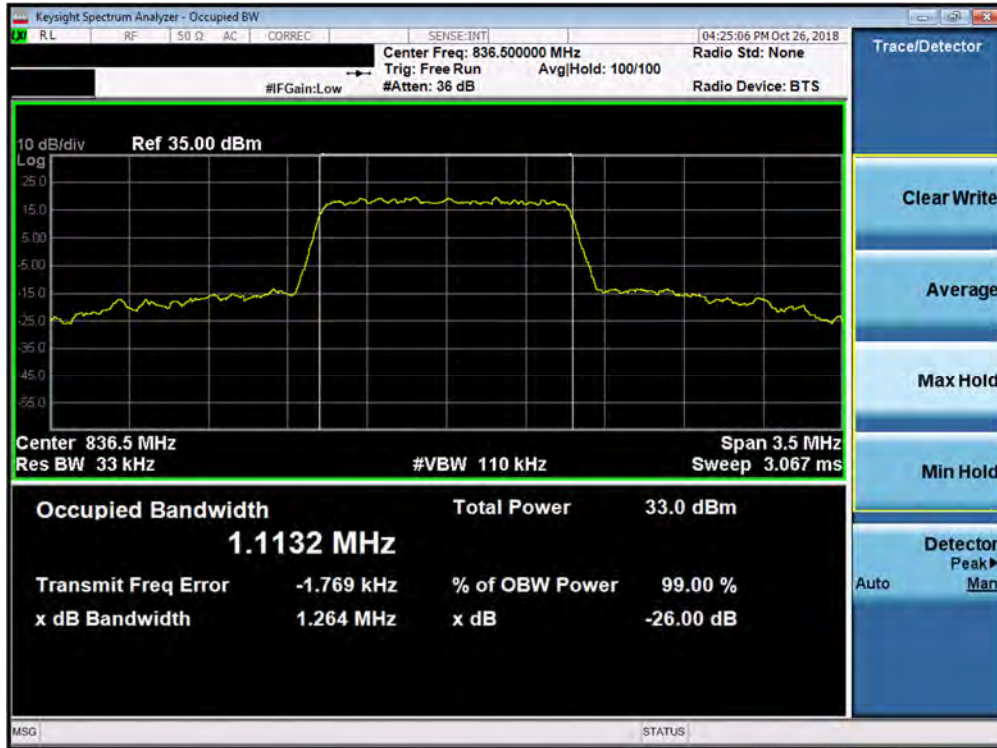 Keysight Spectrum Analyzer - Occupied BW
LXI RL RF 50 Ω AC CORREC SENSE:INT 04:25:06 PM Oct 26, 2018
Center Freq: 836.500000 MHz Radio Std: None
Trig: Free Run Avg|Hold: 100/100
#IFGain:Low #Atten: 36 dB Radio Device: BTS
10 dB/div Ref 35.00 dBm
Log
25.0
15.0
5.00
-5.00
-15.0
-25.0
-35.0
-45.0
-55.0
Center 836.5 MHz Span 3.5 MHz
Res BW 33 kHz #VBW 110 kHz Sweep 3.067 ms
Occupied Bandwidth Total Power 33.0 dBm
1.1132 MHz
Transmit Freq Error -1.769 kHz % of OBW Power 99.00 %
x dB Bandwidth 1.264 MHz x dB -26.00 dB
MSG STATUS
Trace/Detector
Clear Write
Average
Max Hold
Min Hold
Detector
Peak▶
Auto Man